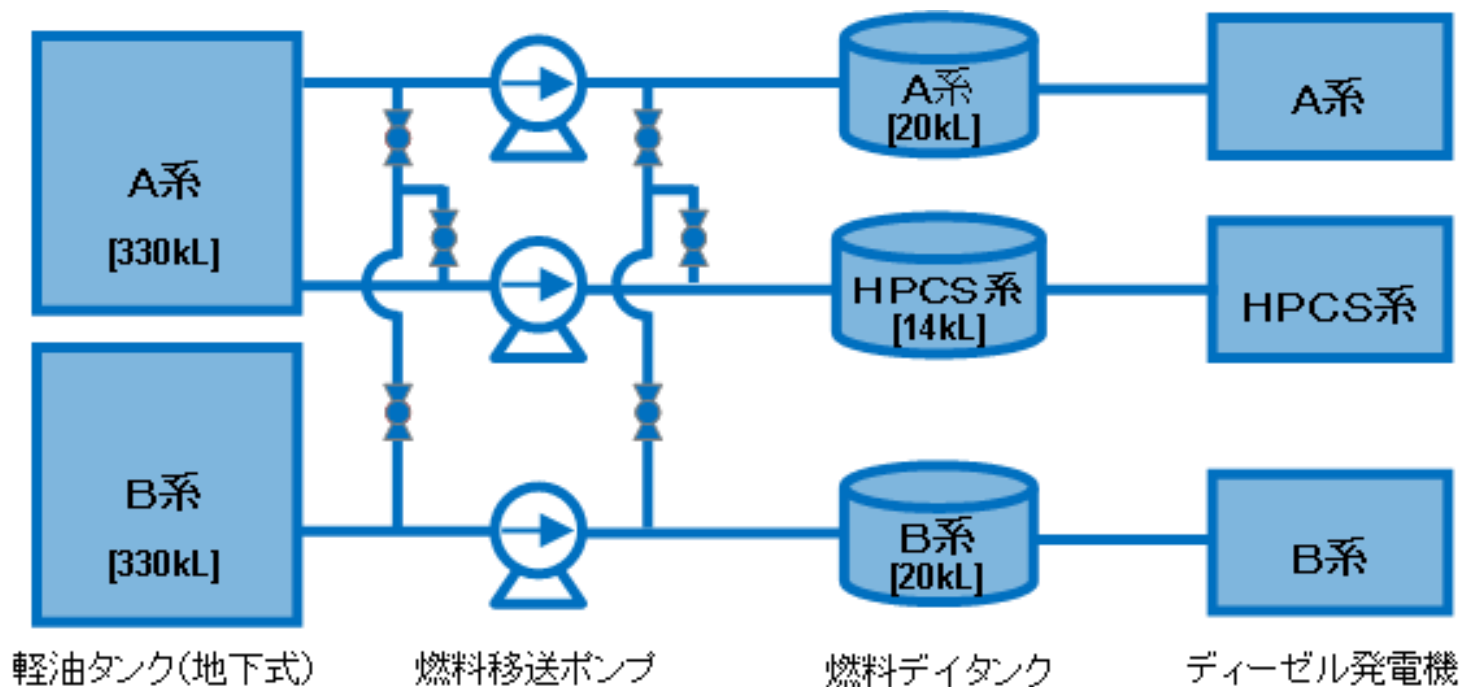 A系
[330kL]
A系
[20kL]
A系
HPCS系
[14kL]
HPCS系
B系
[330kL]
B系
[20kL]
B系
軽油タンク(地下式)
燃料移送ポンプ
燃料デイタンク
ディーゼル発電機